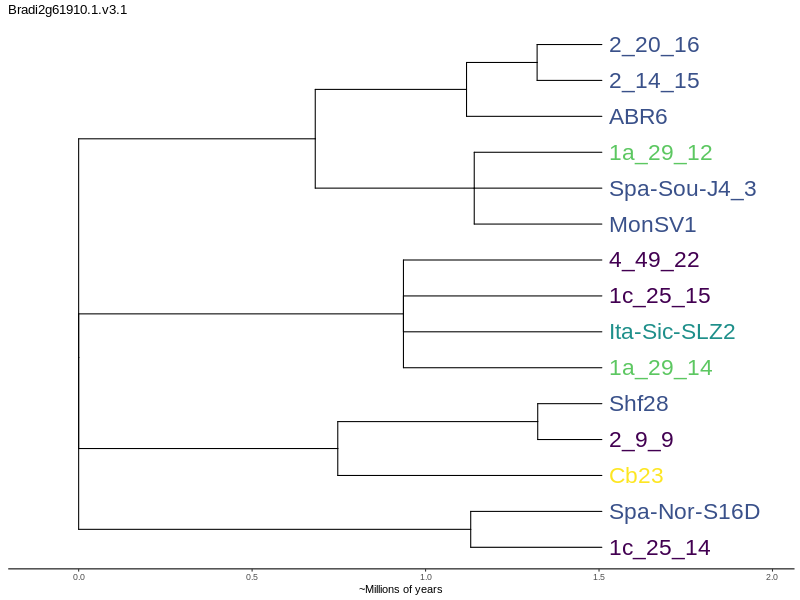 Bradi2g61910.1.v3.1
2_20_16
2_14_15
ABR6
1a_29_12
Spa-Sou-J4_3
MonSV1
4_49_22
1c_25_15
Ita-Sic-SLZ2
1a_29_14
Shf28
2_9_9
Cb23
Spa-Nor-S16D
1c_25_14
0.0 0.5 1.0 1.5 2.0
~Millions of years